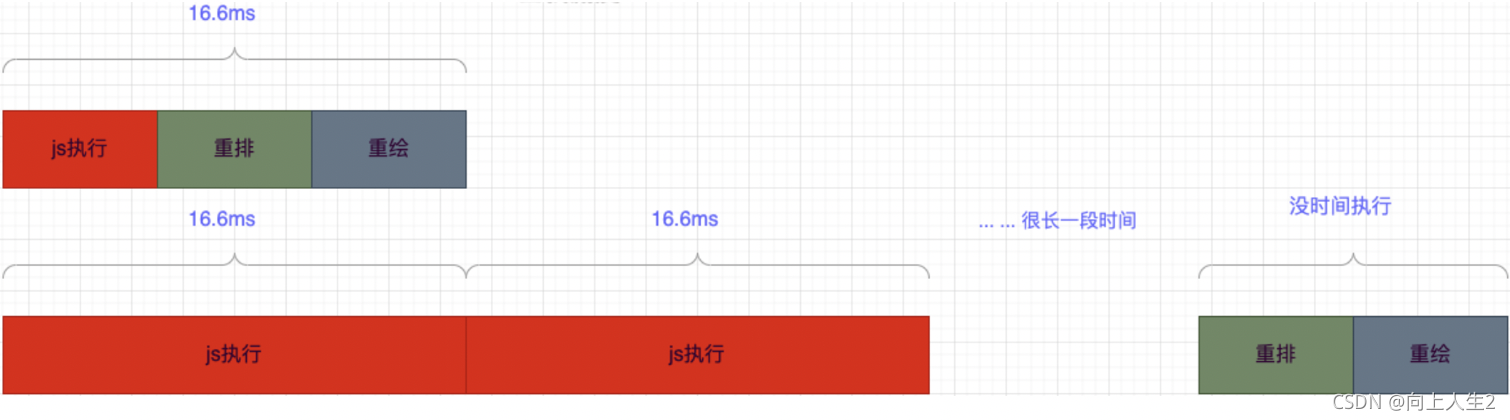 16.6ms
js执行
重排
重绘
16.6ms
16.6ms
... ... 很长一段时间
没时间执行
js执行
js执行
重排
重绘
CSDN @向上人生2